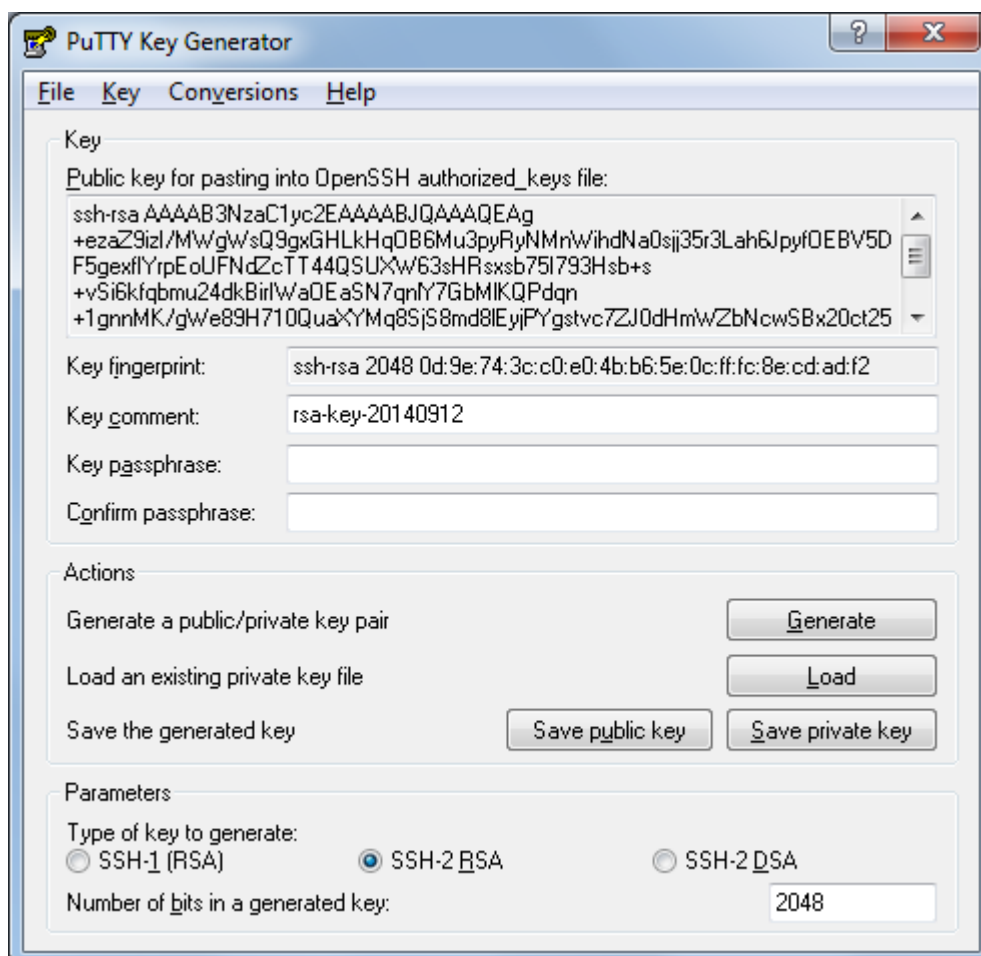 PuTTY Key Generator
File Key Conversions Help
Key
Public key for pasting into OpenSSH authorized_keys file:
ssh-rsa AAAAB3NzaC1yc2EAAAABJQAAAQEAg
+ezaZ9izI/MWgWsQ9gxGHLkHqOB6Mu3pyRyNMnWihdNa0sjj35r3Lah6JpyfOEBV5D
F5gexflYrpEoUFNdZcTT44QSUXW63sHRsxsb75I793Hsb+s
+vSi6kfqbmu24dkBirlWaOEaSN7qnlY7GbMlKQPdqn
+1gnnMK/gWe89H710QuaXYMq8SjS8md8lEyjPYgstvc7ZJ0dHmWZbNcwSBx20ct25
Key fingerprint: ssh-rsa 2048 0d:9e:74:3c:c0:e0:4b:b6:5e:0c:ff:fc:8e:cd:ad:f2
Key comment: rsa-key-20140912
Key passphrase:
Confirm passphrase:
Actions
Generate a public/private key pair Generate
Load an existing private key file Load
Save the generated key Save public key Save private key
Parameters
Type of key to generate:
SSH-1 (RSA) SSH-2 RSA SSH-2 DSA
Number of bits in a generated key: 2048